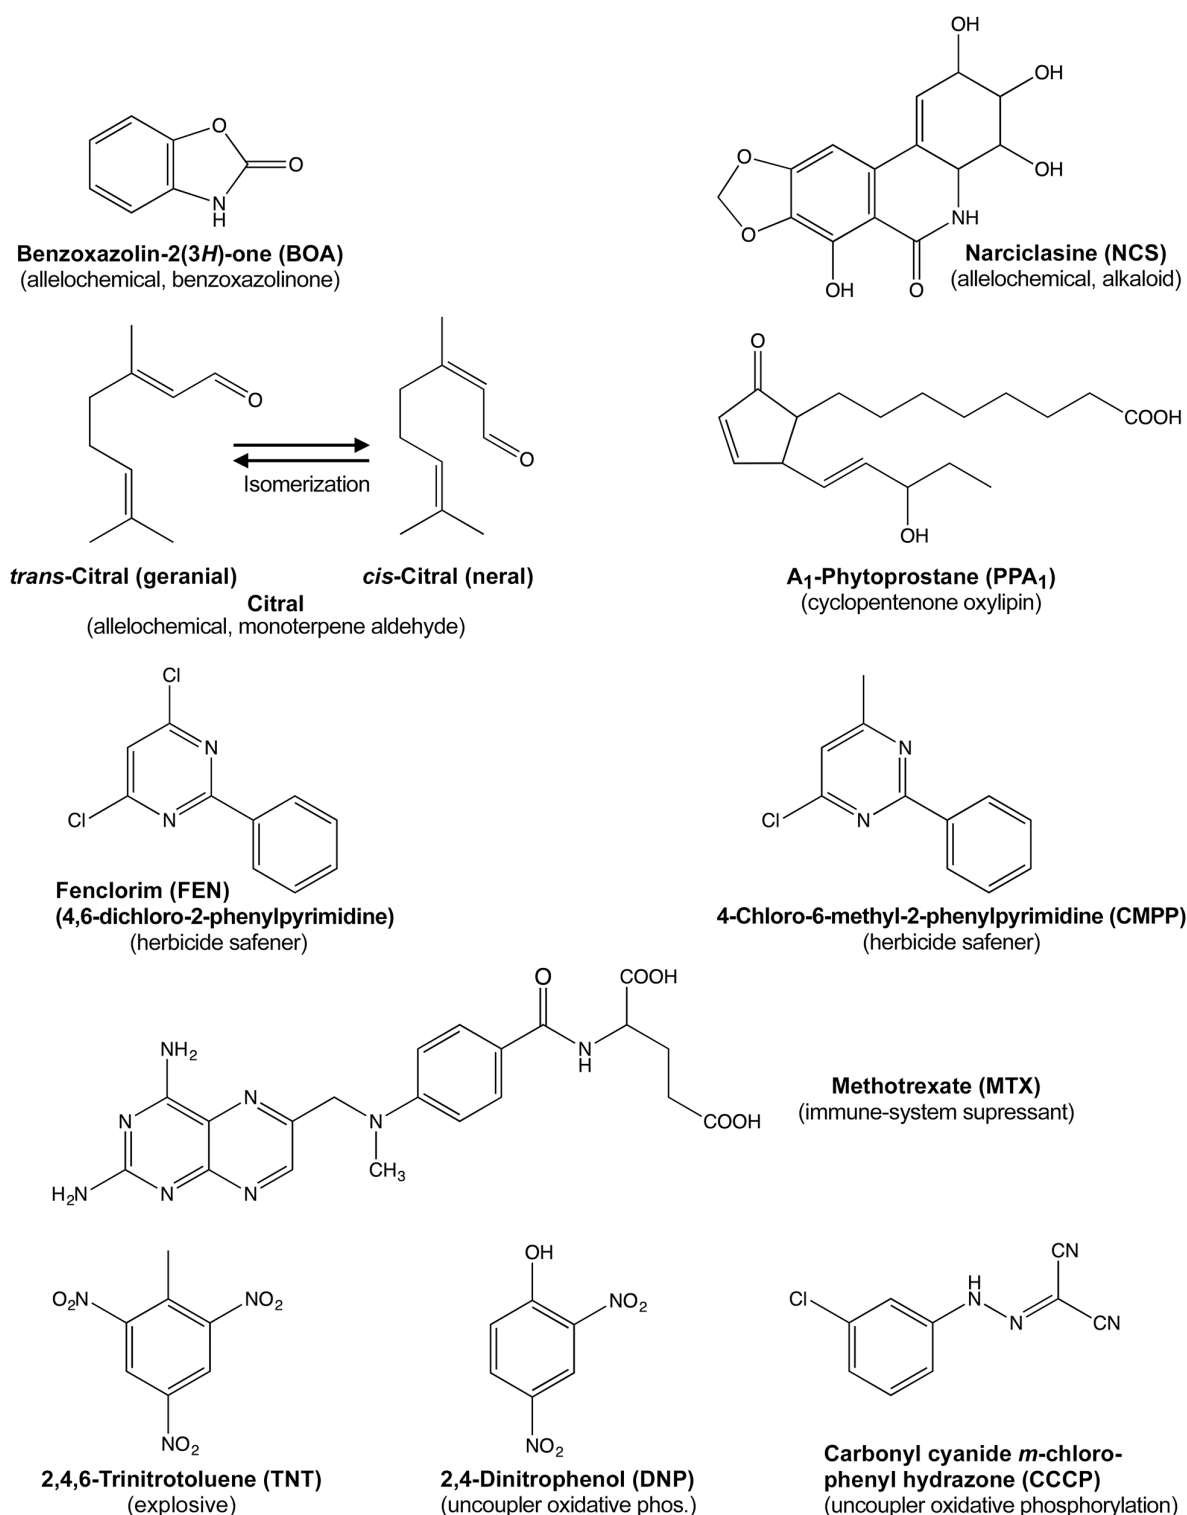 O
O
N
H
Benzoxazolin-2(3H)-one (BOA)
(allelochemical, benzoxazolinone)
OH
OH
OH
O
O
NH
OH
O
Narciclasine (NCS)
(allelochemical, alkaloid)
O
O
Isomerization
trans-Citral (geranial)
cis-Citral (neral)
Citral
(allelochemical, monoterpene aldehyde)
O
COOH
OH
A1-Phytoprostane (PPA1)
(cyclopentenone oxylipin)
Cl
N
Cl
N
Fenclorim (FEN)
(4,6-dichloro-2-phenylpyrimidine)
(herbicide safener)
N
Cl
N
4-Chloro-6-methyl-2-phenylpyrimidine (CMPP)
(herbicide safener)
O
COOH
N
H
COOH
NH2
N
N
N
CH3
H2N
N
N
Methotrexate (MTX)
(immune-system supressant)
O2N
NO2
NO2
2,4,6-Trinitrotoluene (TNT)
(explosive)
OH
NO2
NO2
2,4-Dinitrophenol (DNP)
(uncoupler oxidative phos.)
CN
Cl
H
N
N
CN
Carbonyl cyanide m-chloro-
phenyl hydrazone (CCCP)
(uncoupler oxidative phosphorylation)